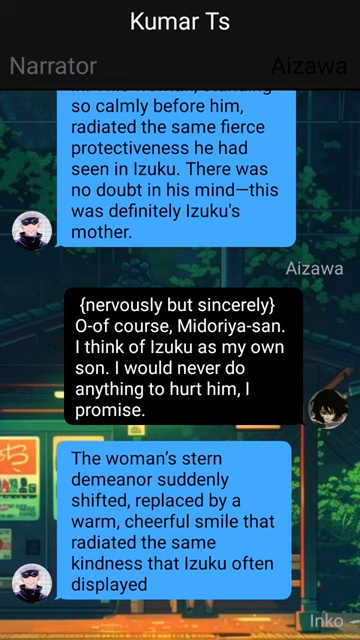 Kumar Ts
Narrator
Aizawa
so calmly before him,
radiated the same fierce
protectiveness he had
seen in Izuku. There was
no doubt in his mind—this
was definitely Izuku's
mother.
Aizawa
{nervously but sincerely}
O-of course, Midoriya-san.
I think of Izuku as my own
son. I would never do
anything to hurt him, I
promise.
The woman's stern
demeanor suddenly
shifted, replaced by a
warm, cheerful smile that
radiated the same
kindness that Izuku often
displayed
Inko